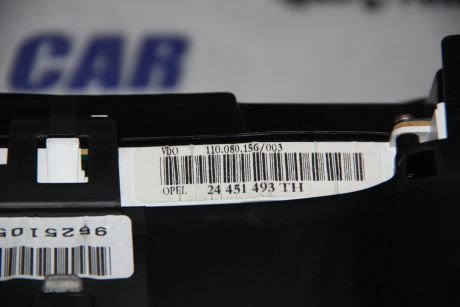 CAR
VDO 110.080.156/003
OPEL 24 451 493 TH
9625105